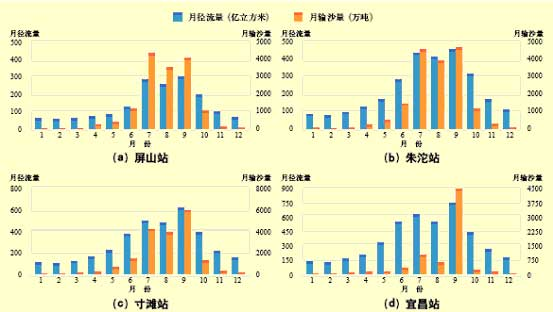 月径流量（亿立方米） 月输沙量（万吨）
月径流量 月输沙量 月径流量 月输沙量
500 5000 500 5000
400 4000 400 4000
300 3000 300 3000
200 2000 200 2000
100 1000 100 1000
0 0 0 0
1 2 3 4 5 6 7 8 9 10 11 12 1 2 3 4 5 6 7 8 9 10 11 12
月 份 月 份
（a）屏山站 （b）朱沱站
月径流量 月输沙量 月径流量 月输沙量
800 8000 900 4500
750 3750
600 6000 600 3000
400 4000 450 2250
300 1500
200 2000 150 750
0 0 0 0
1 2 3 4 5 6 7 8 9 10 11 12 1 2 3 4 5 6 7 8 9 10 11 12
月 份 月 份
（c）寸滩站 （d）宜昌站